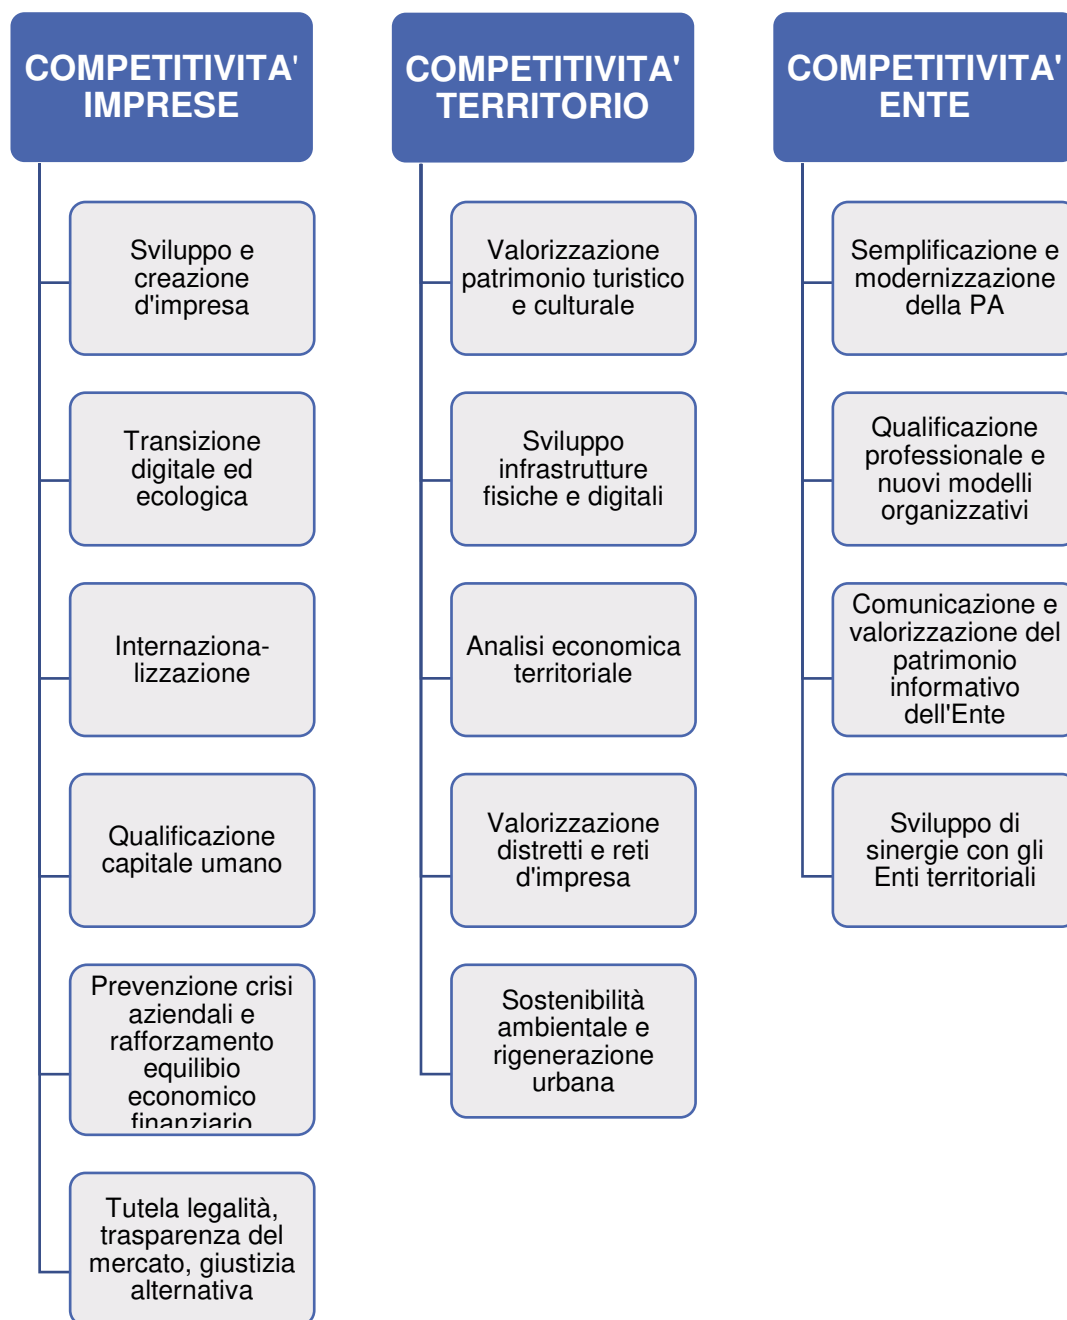 COMPETITIVITA'
IMPRESE
Sviluppo e
creazione
d'impresa
Transizione
digitale ed
ecologica
Internaziona-
lizzazione
Qualificazione
capitale umano
Prevenzione crisi
aziendali e
rafforzamento
equilibio
economico
finanziario
Tutela legalità,
trasparenza del
mercato, giustizia
alternativa
COMPETITIVITA'
TERRITORIO
Valorizzazione
patrimonio turistico
e culturale
Sviluppo
infrastrutture
fisiche e digitali
Analisi economica
territoriale
Valorizzazione
distretti e reti
d'impresa
Sostenibilità
ambientale e
rigenerazione
urbana
COMPETITIVITA'
ENTE
Semplificazione e
modernizzazione
della PA
Qualificazione
professionale e
nuovi modelli
organizzativi
Comunicazione e
valorizzazione del
patrimonio
informativo
dell'Ente
Sviluppo di
sinergie con gli
Enti territoriali